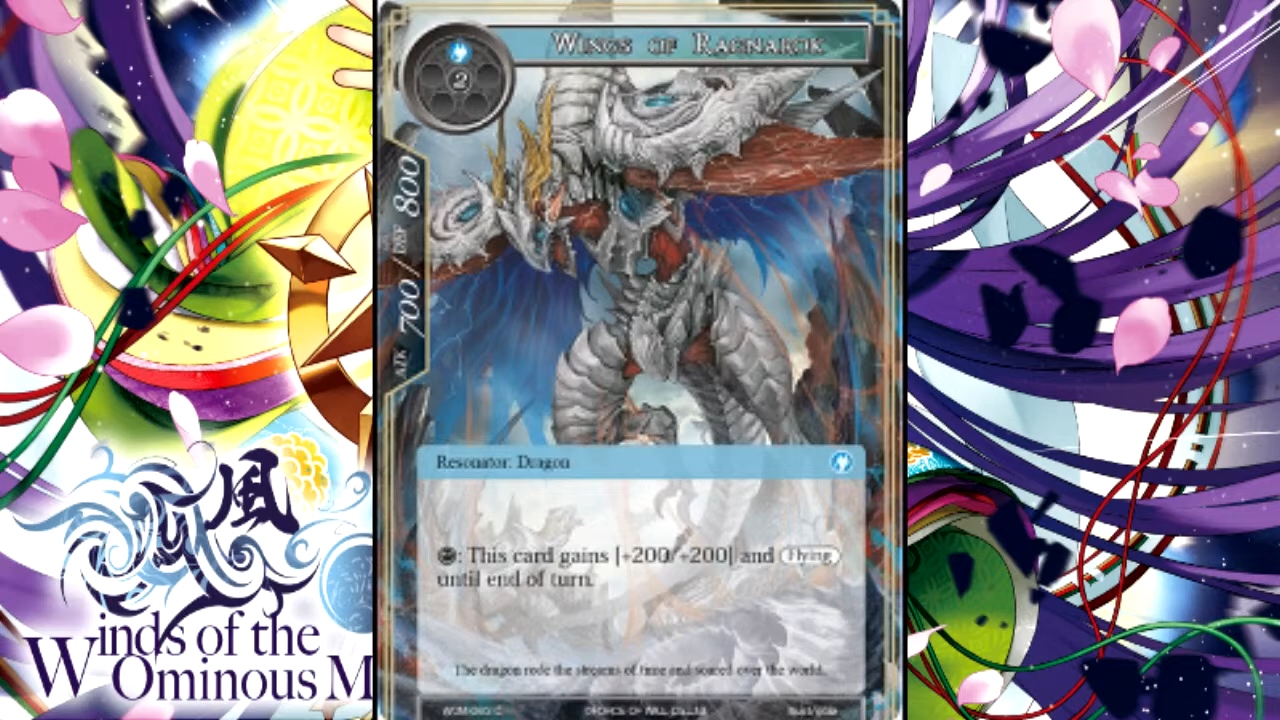 WINGS OF RAGNAROK
2
ATK 700 / DEF 800
Resonator: Dragon
: This card gains [+200/+200] and Flying
until end of turn.
The dragon rode the streams of time and soared over the world.
風
Winds of the
Ominous M